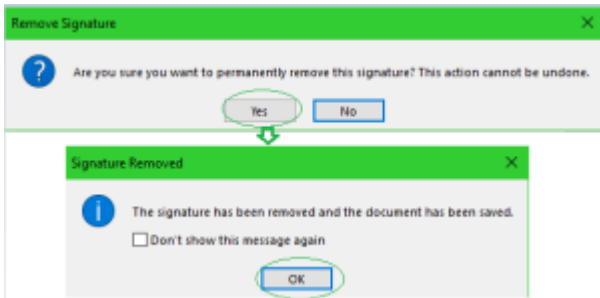 Remove Signature
Are you sure you want to permanently remove this signature? This action cannot be undone.
Yes No
Signature Removed
The signature has been removed and the document has been saved.
Don't show this message again
OK